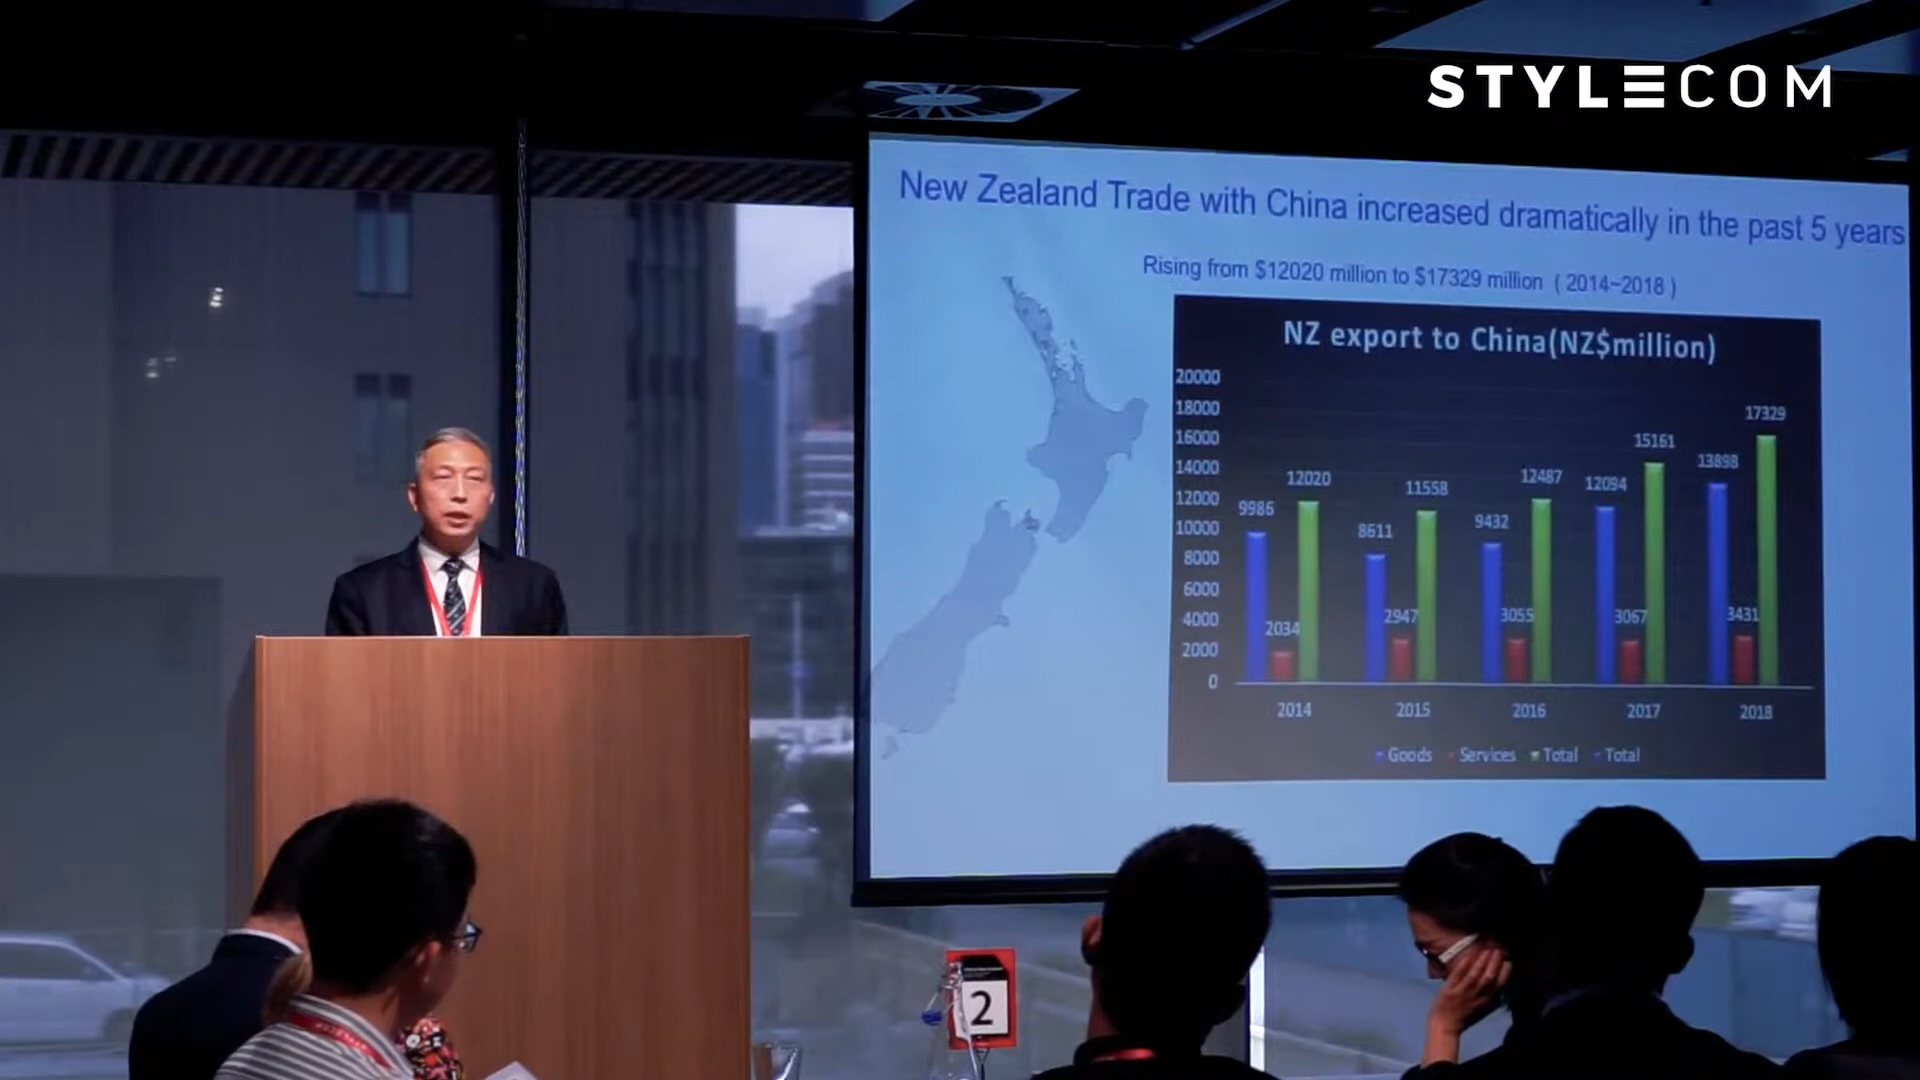 STYLECOM
New Zealand Trade with China increased dramatically in the past 5 years
Rising from $12020 million to $17329 million ( 2014~2018 )
NZ export to China(NZ$million)
20000
18000
16000
14000
12000
10000
8000
6000
4000
2000
0
9986 2034 12020
8611 2947 11558
9432 3055 12487
12094 3067 15161
13898 3431 17329
2014 2015 2016 2017 2018
Goods Services Total Total
2